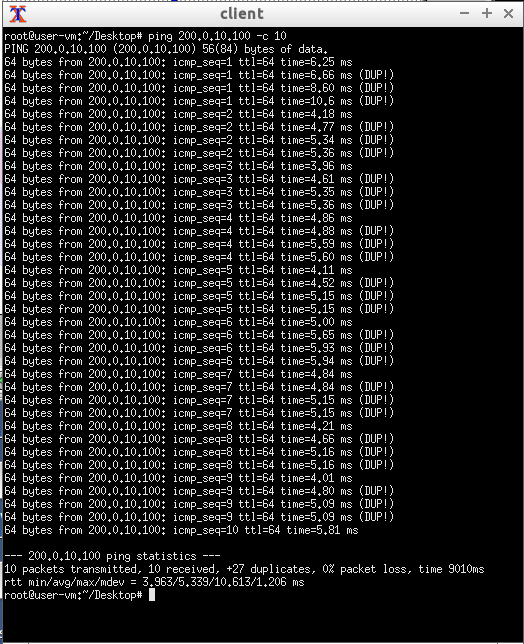 client
root@user-vm:~/Desktop# ping 200.0.10.100 -c 10
PING 200.0.10.100 (200.0.10.100) 56(84) bytes of data.
64 bytes from 200.0.10.100: icmp_seq=1 ttl=64 time=6.25 ms
64 bytes from 200.0.10.100: icmp_seq=1 ttl=64 time=6.66 ms (DUP!)
64 bytes from 200.0.10.100: icmp_seq=1 ttl=64 time=8.60 ms (DUP!)
64 bytes from 200.0.10.100: icmp_seq=1 ttl=64 time=10.6 ms (DUP!)
64 bytes from 200.0.10.100: icmp_seq=2 ttl=64 time=4.18 ms
64 bytes from 200.0.10.100: icmp_seq=2 ttl=64 time=4.77 ms (DUP!)
64 bytes from 200.0.10.100: icmp_seq=2 ttl=64 time=5.34 ms (DUP!)
64 bytes from 200.0.10.100: icmp_seq=2 ttl=64 time=5.36 ms (DUP!)
64 bytes from 200.0.10.100: icmp_seq=3 ttl=64 time=3.96 ms
64 bytes from 200.0.10.100: icmp_seq=3 ttl=64 time=4.61 ms (DUP!)
64 bytes from 200.0.10.100: icmp_seq=3 ttl=64 time=5.35 ms (DUP!)
64 bytes from 200.0.10.100: icmp_seq=3 ttl=64 time=5.36 ms (DUP!)
64 bytes from 200.0.10.100: icmp_seq=4 ttl=64 time=4.86 ms
64 bytes from 200.0.10.100: icmp_seq=4 ttl=64 time=4.88 ms (DUP!)
64 bytes from 200.0.10.100: icmp_seq=4 ttl=64 time=5.59 ms (DUP!)
64 bytes from 200.0.10.100: icmp_seq=4 ttl=64 time=5.60 ms (DUP!)
64 bytes from 200.0.10.100: icmp_seq=5 ttl=64 time=4.11 ms
64 bytes from 200.0.10.100: icmp_seq=5 ttl=64 time=4.52 ms (DUP!)
64 bytes from 200.0.10.100: icmp_seq=5 ttl=64 time=5.15 ms (DUP!)
64 bytes from 200.0.10.100: icmp_seq=5 ttl=64 time=5.15 ms (DUP!)
64 bytes from 200.0.10.100: icmp_seq=6 ttl=64 time=5.00 ms
64 bytes from 200.0.10.100: icmp_seq=6 ttl=64 time=5.65 ms (DUP!)
64 bytes from 200.0.10.100: icmp_seq=6 ttl=64 time=5.93 ms (DUP!)
64 bytes from 200.0.10.100: icmp_seq=6 ttl=64 time=5.94 ms (DUP!)
64 bytes from 200.0.10.100: icmp_seq=7 ttl=64 time=4.84 ms
64 bytes from 200.0.10.100: icmp_seq=7 ttl=64 time=4.84 ms (DUP!)
64 bytes from 200.0.10.100: icmp_seq=7 ttl=64 time=5.15 ms (DUP!)
64 bytes from 200.0.10.100: icmp_seq=7 ttl=64 time=5.15 ms (DUP!)
64 bytes from 200.0.10.100: icmp_seq=8 ttl=64 time=4.21 ms
64 bytes from 200.0.10.100: icmp_seq=8 ttl=64 time=4.66 ms (DUP!)
64 bytes from 200.0.10.100: icmp_seq=8 ttl=64 time=5.16 ms (DUP!)
64 bytes from 200.0.10.100: icmp_seq=8 ttl=64 time=5.16 ms (DUP!)
64 bytes from 200.0.10.100: icmp_seq=9 ttl=64 time=4.01 ms
64 bytes from 200.0.10.100: icmp_seq=9 ttl=64 time=4.80 ms (DUP!)
64 bytes from 200.0.10.100: icmp_seq=9 ttl=64 time=5.09 ms (DUP!)
64 bytes from 200.0.10.100: icmp_seq=9 ttl=64 time=5.09 ms (DUP!)
64 bytes from 200.0.10.100: icmp_seq=10 ttl=64 time=5.81 ms
--- 200.0.10.100 ping statistics ---
10 packets transmitted, 10 received, +27 duplicates, 0% packet loss, time 9010ms
rtt min/avg/max/mdev = 3.963/5.339/10.613/1.206 ms
root@user-vm:~/Desktop#